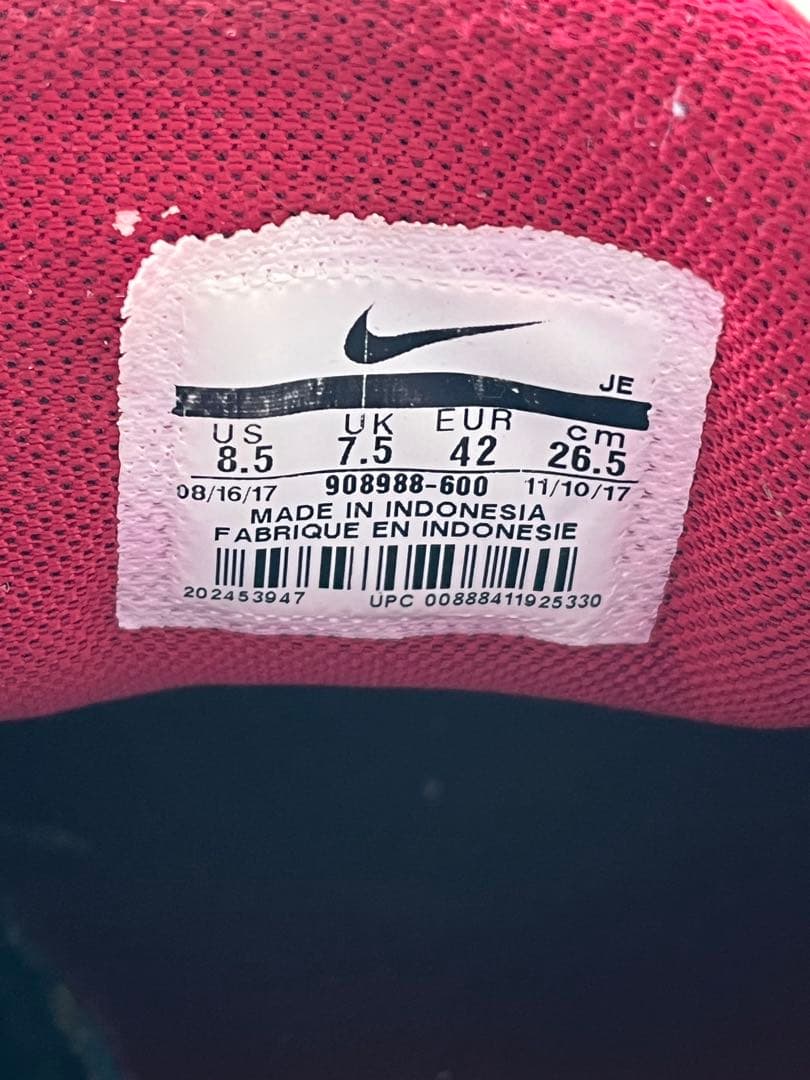 JE
US UK EUR cm
8.5 7.5 42 26.5
08/16/17 908988-600 11/10/17
MADE IN INDONESIA
FABRIQUE EN INDONESIE
202453947 UPC 00888411925330